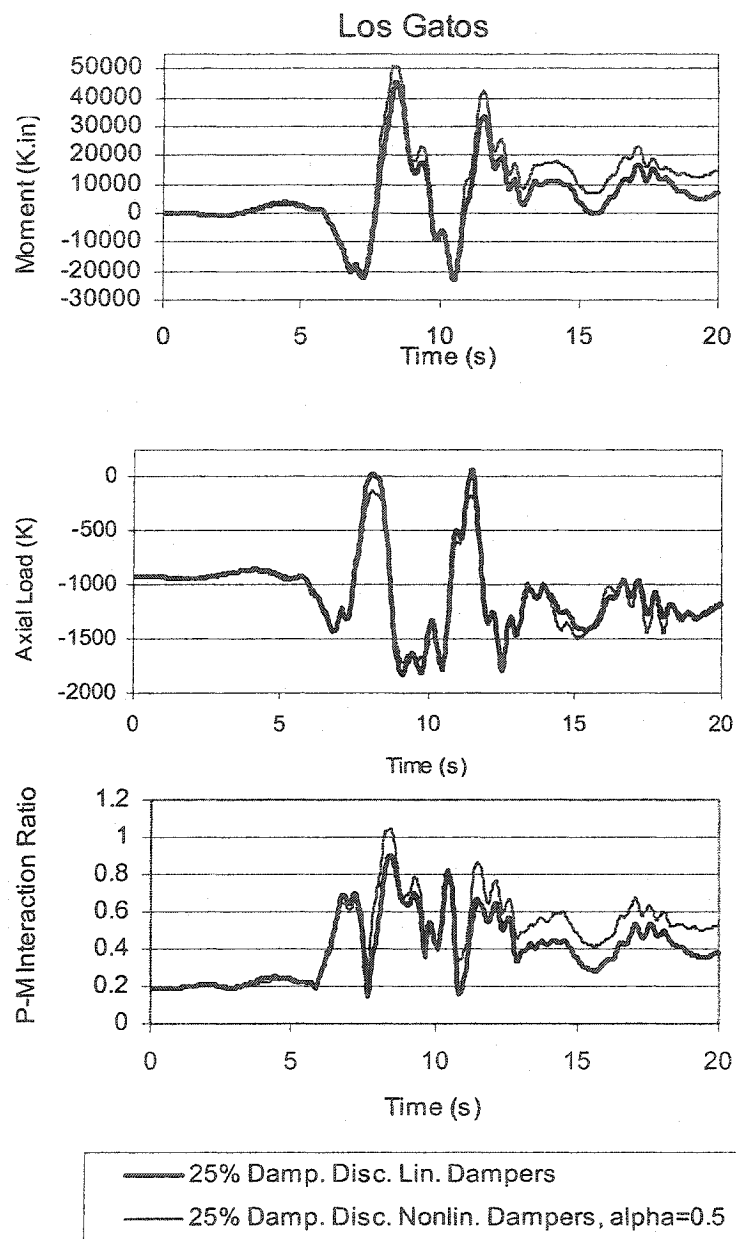 Los Gatos
Moment (K.in)
50000
40000
30000
20000
10000
0
-10000
-20000
-30000
0 5 10 15 20
Time (s)
Axial Load (K)
0
-500
-1000
-1500
-2000
0 5 10 15 20
Time (s)
P-M Interaction Ratio
1.2
1
0.8
0.6
0.4
0.2
0
0 5 10 15 20
Time (s)
25% Damp. Disc. Lin. Dampers
25% Damp. Disc. Nonlin. Dampers, alpha=0.5